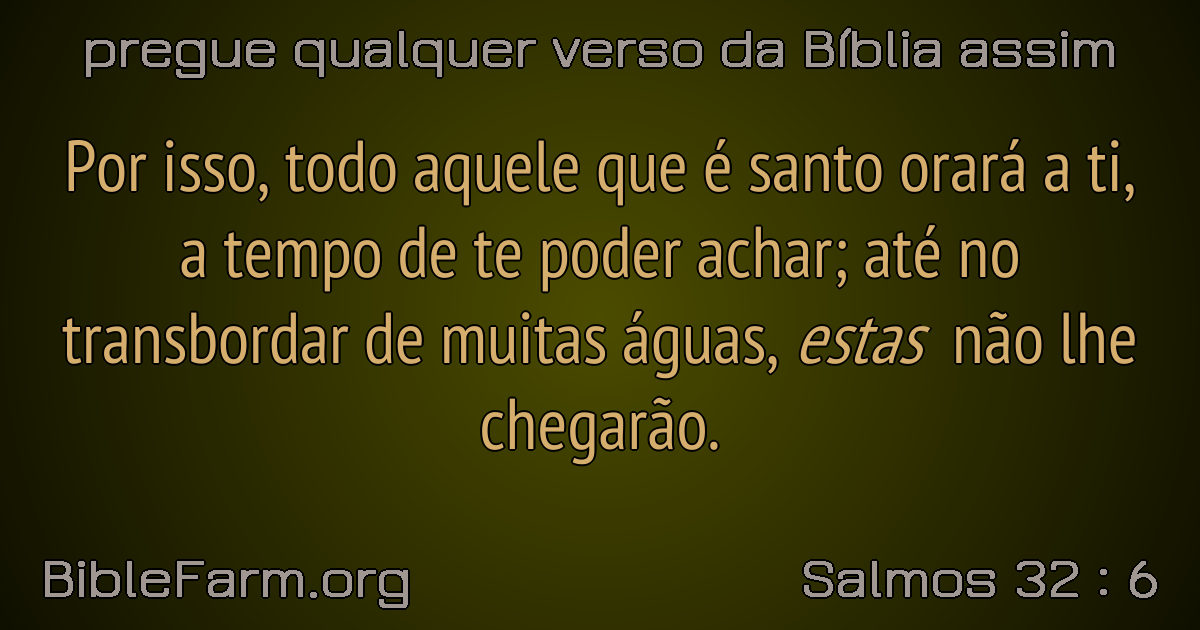 pregue qualquer verso da Bíblia assim
Por isso, todo aquele que é santo orará a ti,
a tempo de te poder achar; até no
transbordar de muitas águas, estas não lhe
chegarão.
BibleFarm.org
Salmos 32 : 6